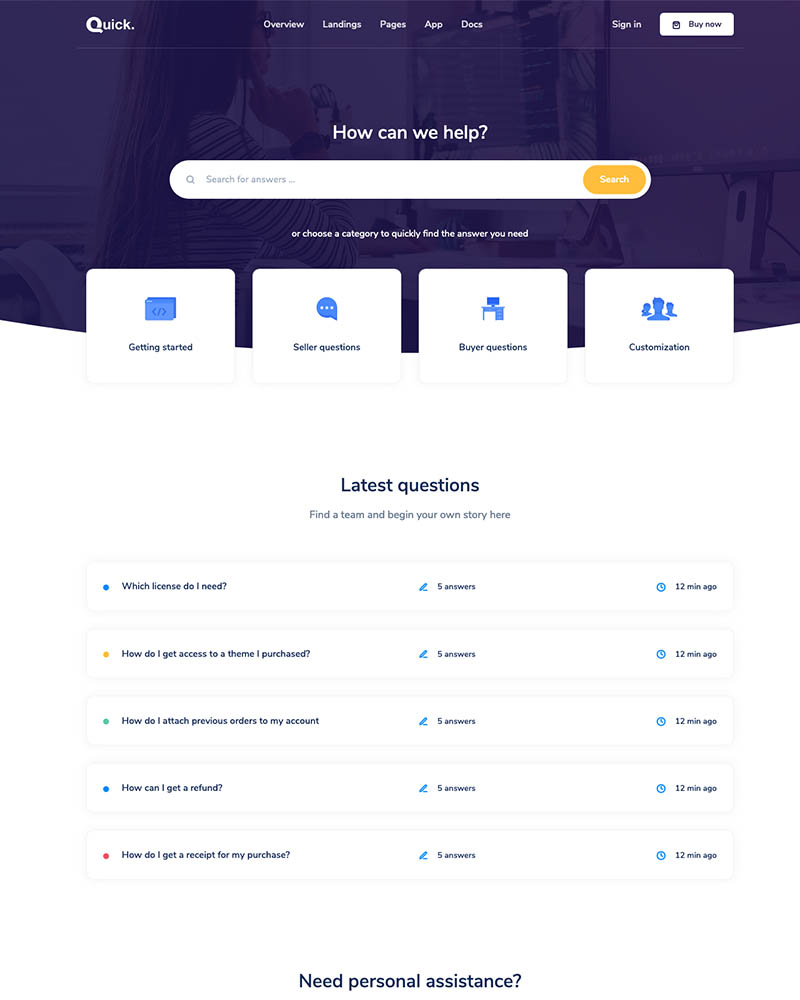 Quick.
Overview Landings Pages App Docs
Sign in
Buy now
How can we help?
Search for answers ...
Search
or choose a category to quickly find the answer you need
Getting started
Seller questions
Buyer questions
Customization
Latest questions
Find a team and begin your own story here
Which license do I need? 5 answers 12 min ago
How do I get access to a theme I purchased? 5 answers 12 min ago
How do I attach previous orders to my account 5 answers 12 min ago
How can I get a refund? 5 answers 12 min ago
How do I get a receipt for my purchase? 5 answers 12 min ago
Need personal assistance?